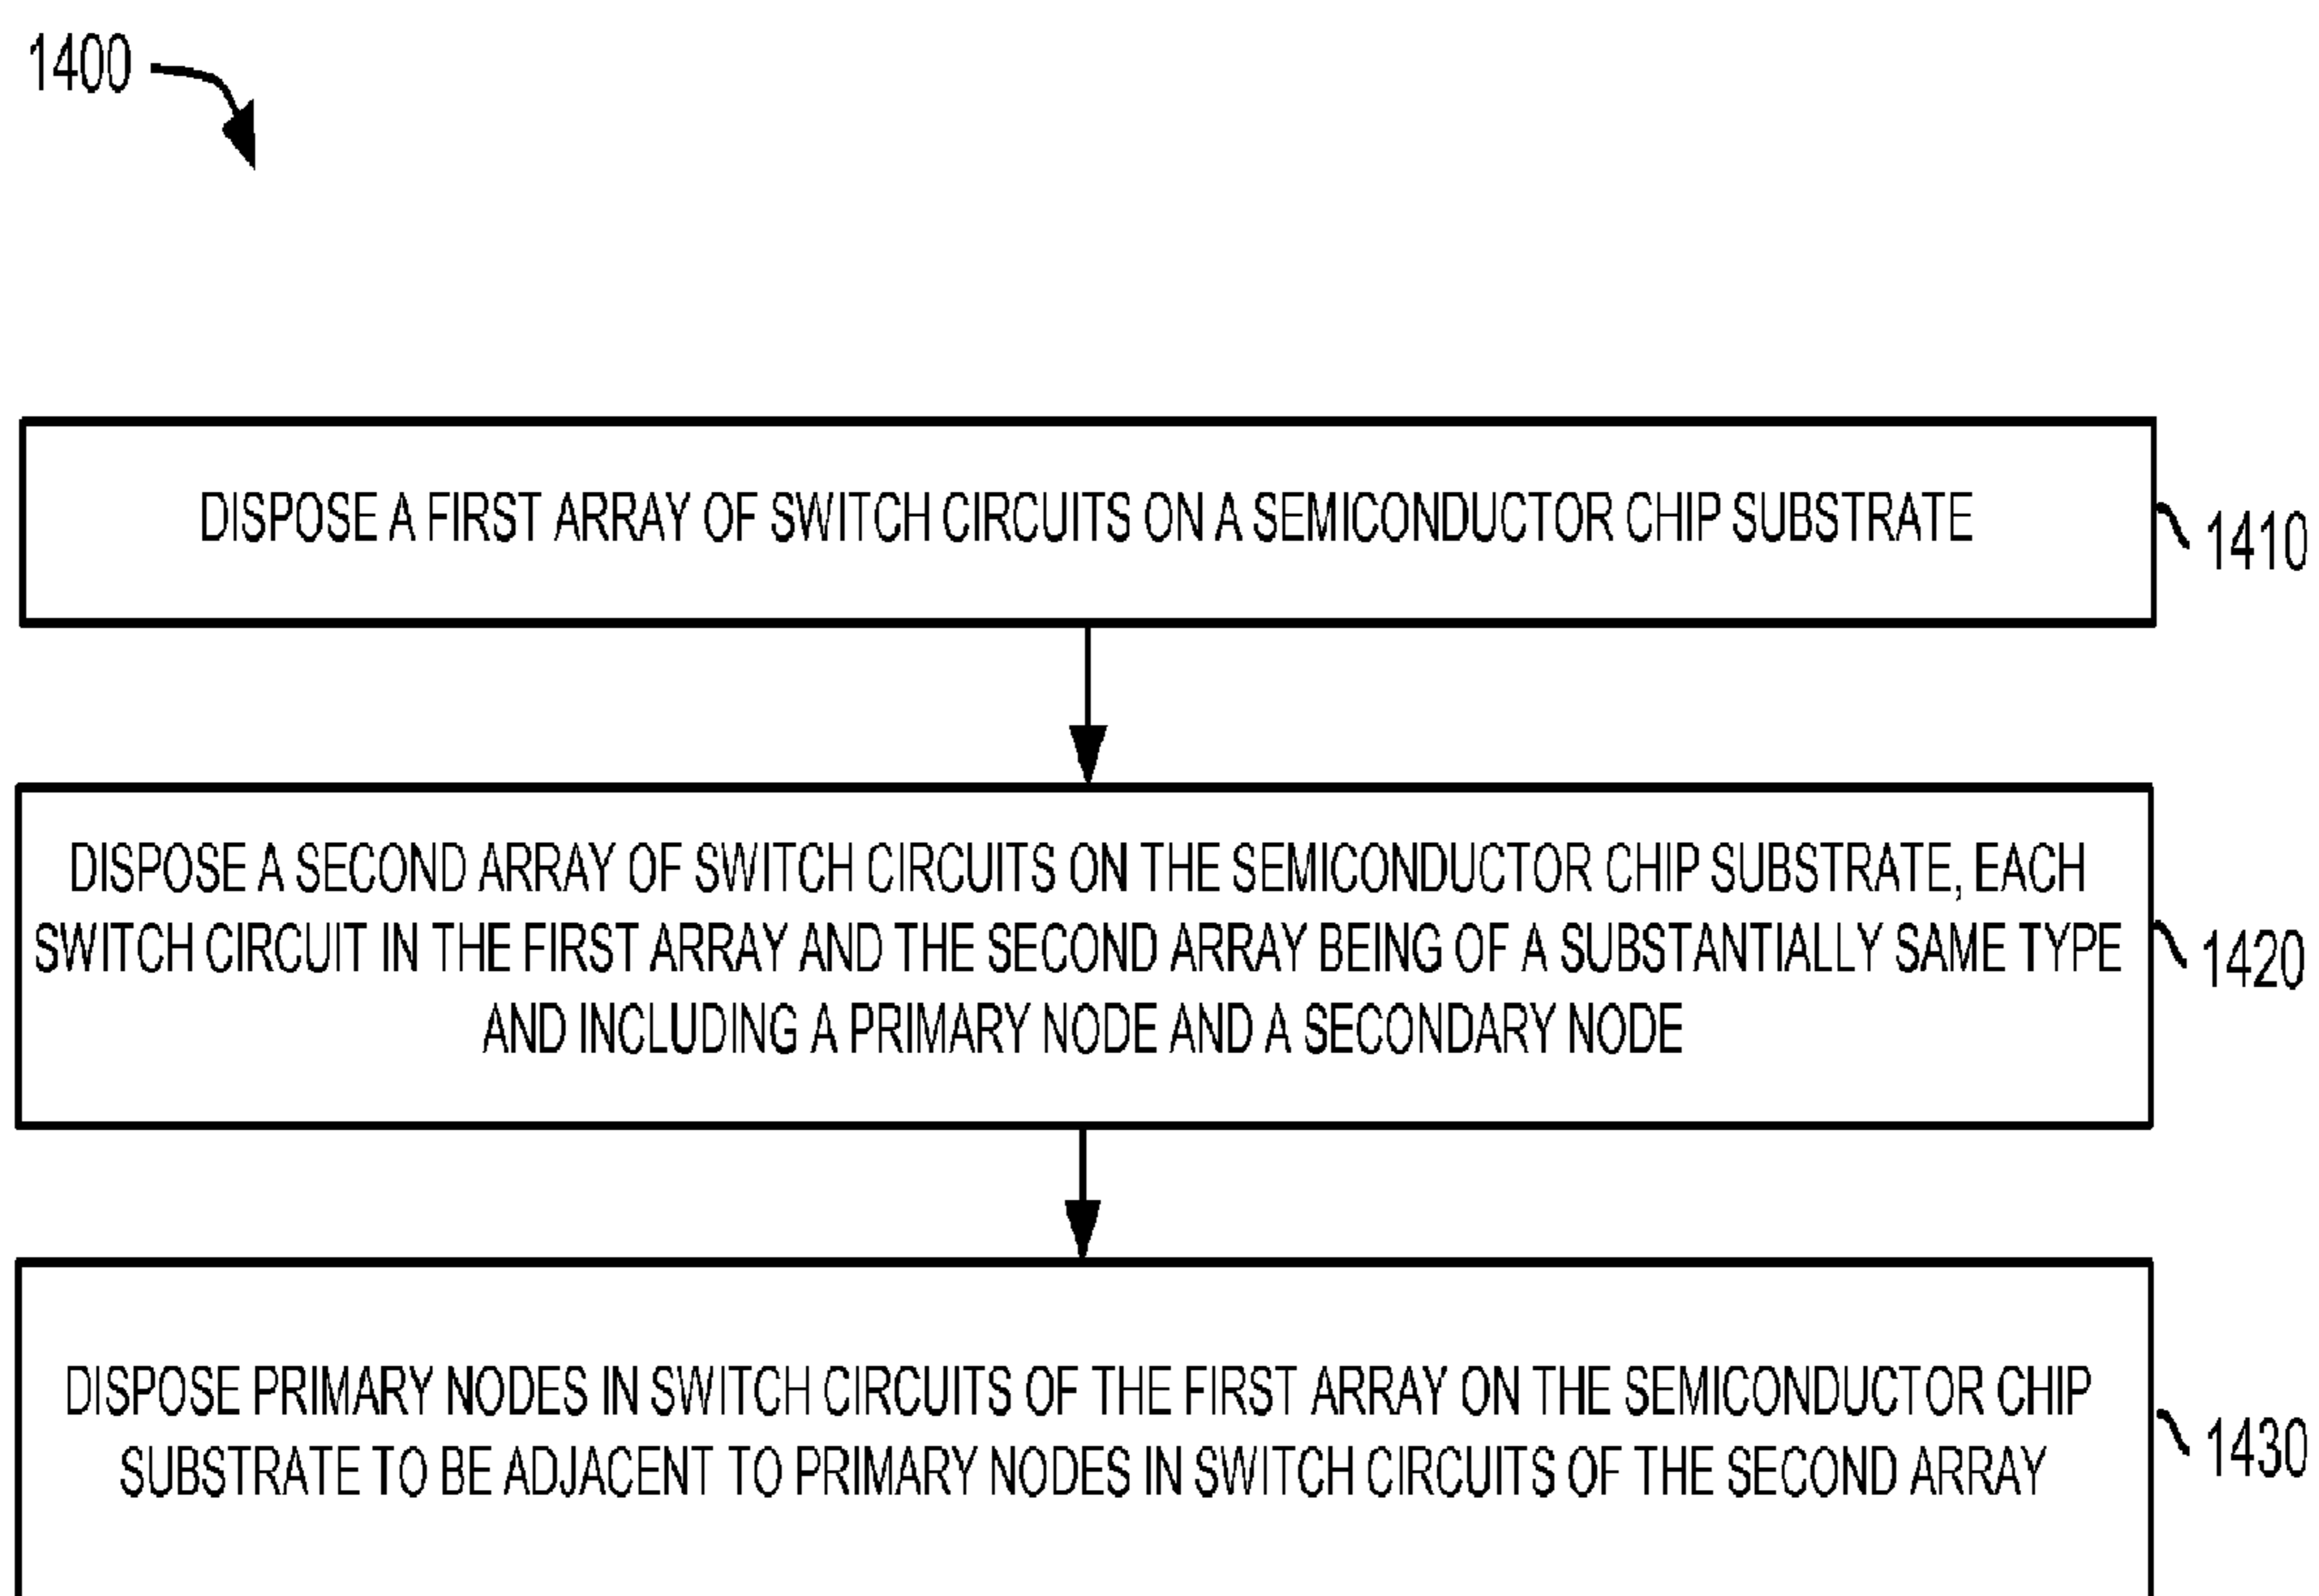 1400
DISPOSE A FIRST ARRAY OF SWITCH CIRCUITS ON A SEMICONDUCTOR CHIP SUBSTRATE
1410
DISPOSE A SECOND ARRAY OF SWITCH CIRCUITS ON THE SEMICONDUCTOR CHIP SUBSTRATE, EACH
SWITCH CIRCUIT IN THE FIRST ARRAY AND THE SECOND ARRAY BEING OF A SUBSTANTIALLY SAME TYPE
AND INCLUDING A PRIMARY NODE AND A SECONDARY NODE
1420
DISPOSE PRIMARY NODES IN SWITCH CIRCUITS OF THE FIRST ARRAY ON THE SEMICONDUCTOR CHIP
SUBSTRATE TO BE ADJACENT TO PRIMARY NODES IN SWITCH CIRCUITS OF THE SECOND ARRAY
1430